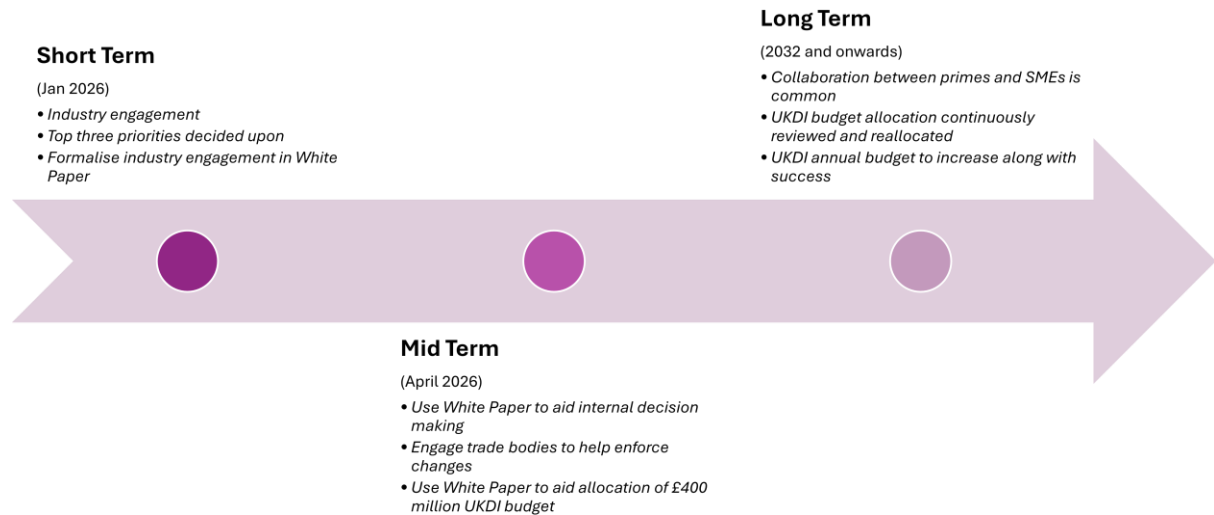 Short Term
(Jan 2026)
• Industry engagement
• Top three priorities decided upon
• Formalise industry engagement in White
Paper
Mid Term
(April 2026)
• Use White Paper to aid internal decision
making
• Engage trade bodies to help enforce
changes
• Use White Paper to aid allocation of £400
million UKDI budget
Long Term
(2032 and onwards)
• Collaboration between primes and SMEs is
common
• UKDI budget allocation continuously
reviewed and reallocated
• UKDI annual budget to increase along with
success